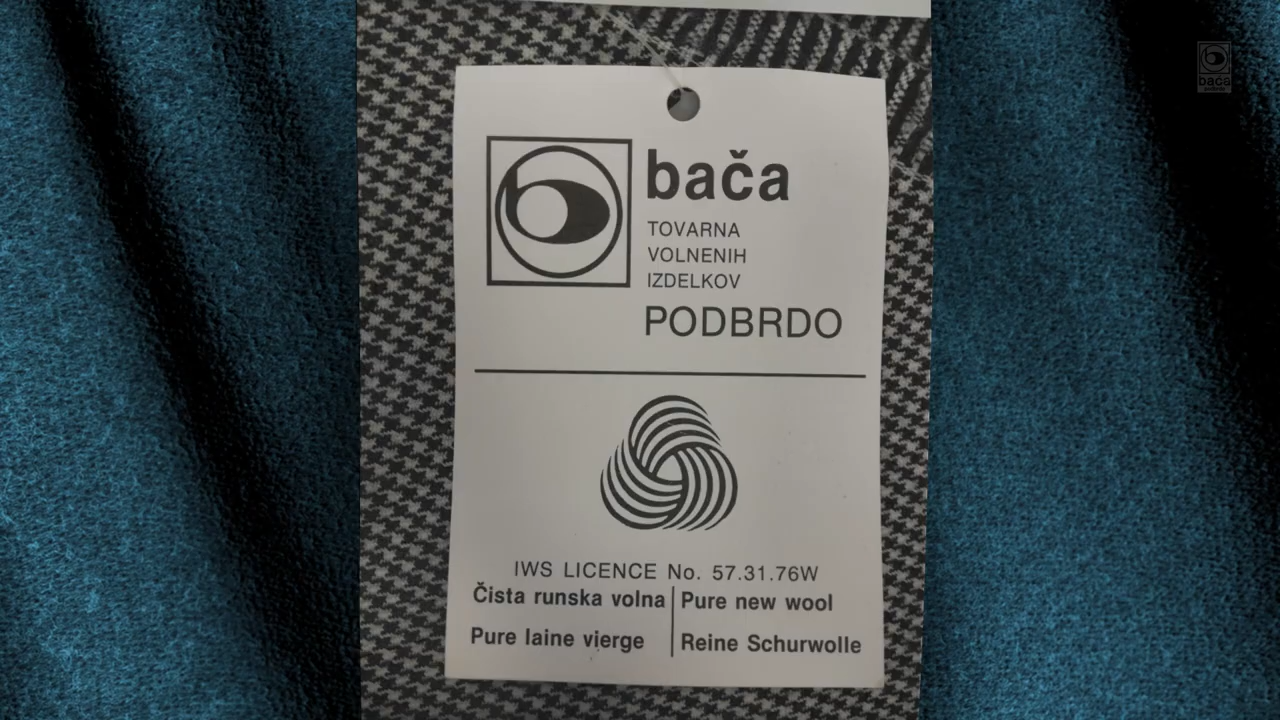 bača
TOVARNA
VOLNENIH
IZDELKOV
PODBRDO
IWS LICENCE No. 57.31.76W
Čista runska volna
Pure new wool
Pure laine vierge
Reine Schurwolle
bača